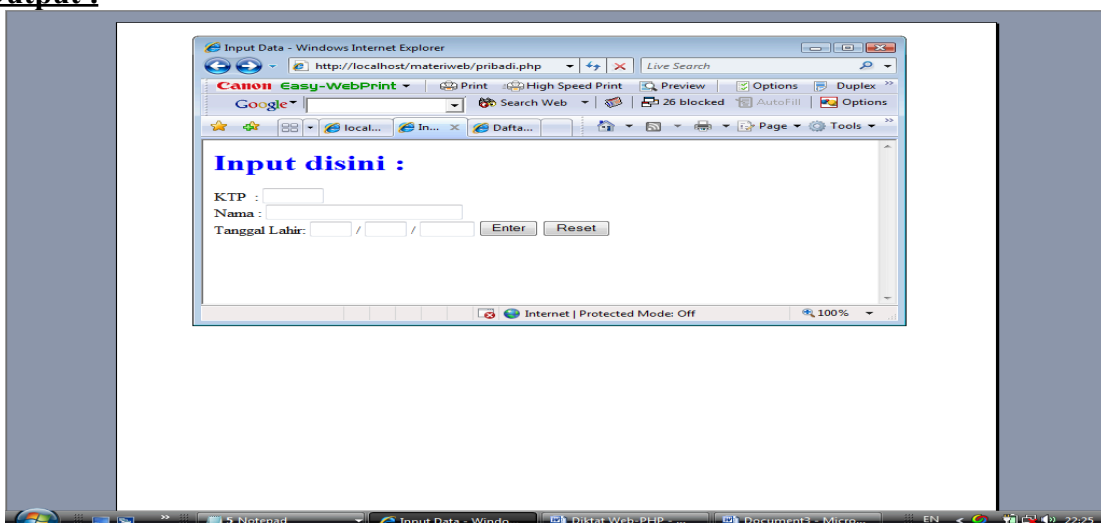 Output :
Input Data - Windows Internet Explorer
http://localhost/materiweb/pribadi.php Live Search
Canon Easy-WebPrint Print High Speed Print Preview Options Duplex »
Google Search Web 26 blocked AutoFill Options
local... In... × Dafta... Page Tools »
Input disini :
KTP :
Nama :
Tanggal Lahir: / / Enter Reset
Internet | Protected Mode: Off 100%
» 5 Notepad Input Data - Windo... Diktat Web-PHP - ... Document3 - Micro... EN < 22:25